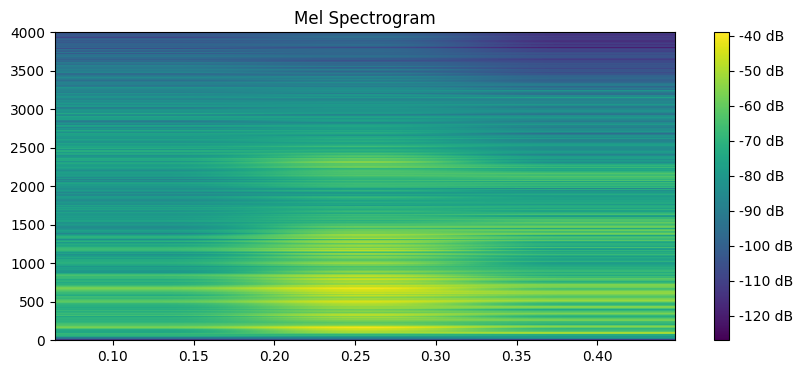 Mel Spectrogram
4000
3500
3000
2500
2000
1500
1000
500
0
0.10 0.15 0.20 0.25 0.30 0.35 0.40
-40 dB
-50 dB
-60 dB
-70 dB
-80 dB
-90 dB
-100 dB
-110 dB
-120 dB